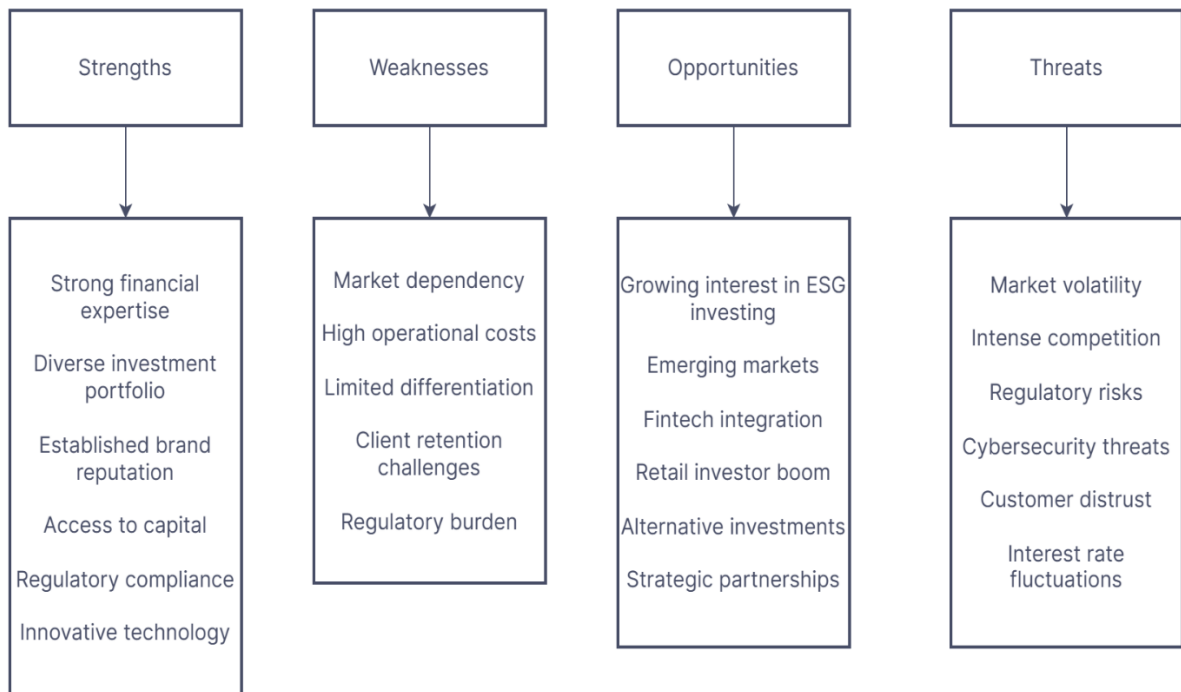 Strengths
Weaknesses
Opportunities
Threats
Strong financial
expertise
Diverse investment
portfolio
Established brand
reputation
Access to capital
Regulatory compliance
Innovative technology
Market dependency
High operational costs
Limited differentiation
Client retention
challenges
Regulatory burden
Growing interest in ESG
investing
Emerging markets
Fintech integration
Retail investor boom
Alternative investments
Strategic partnerships
Market volatility
Intense competition
Regulatory risks
Cybersecurity threats
Customer distrust
Interest rate
fluctuations